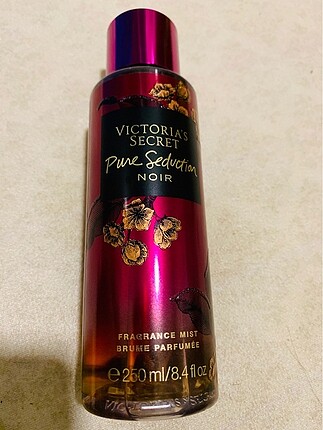 VICTORIA'S
SECRET
Pure Seduction
NOIR
FRAGRANCE MIST
BRUME PARFUMÉE
℮ 250 ml/8.4 fl oz